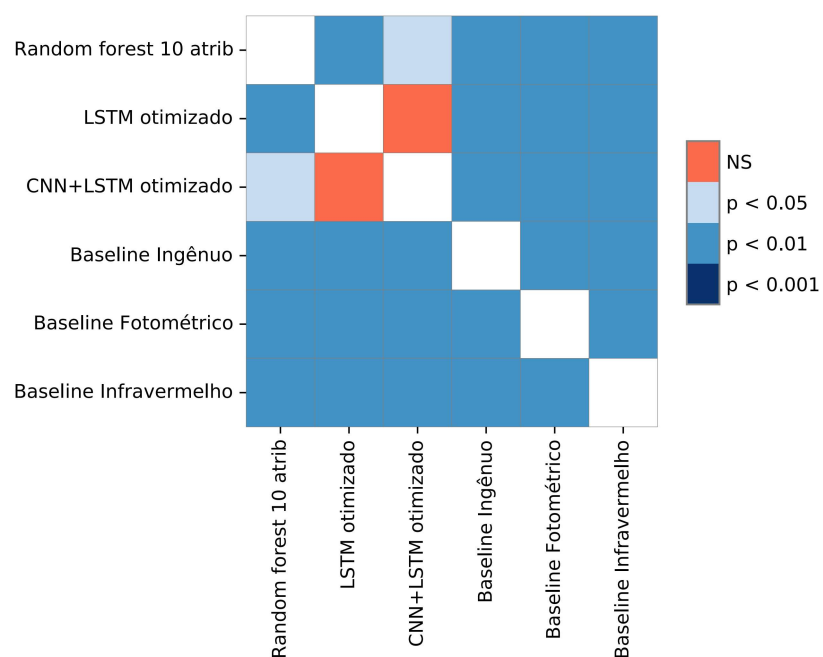 Random forest 10 atrib
LSTM otimizado
CNN+LSTM otimizado
Baseline Ingênuo
Baseline Fotométrico
Baseline Infravermelho
NS
p < 0.05
p < 0.01
p < 0.001
Random forest 10 atrib
LSTM otimizado
CNN+LSTM otimizado
Baseline Ingênuo
Baseline Fotométrico
Baseline Infravermelho